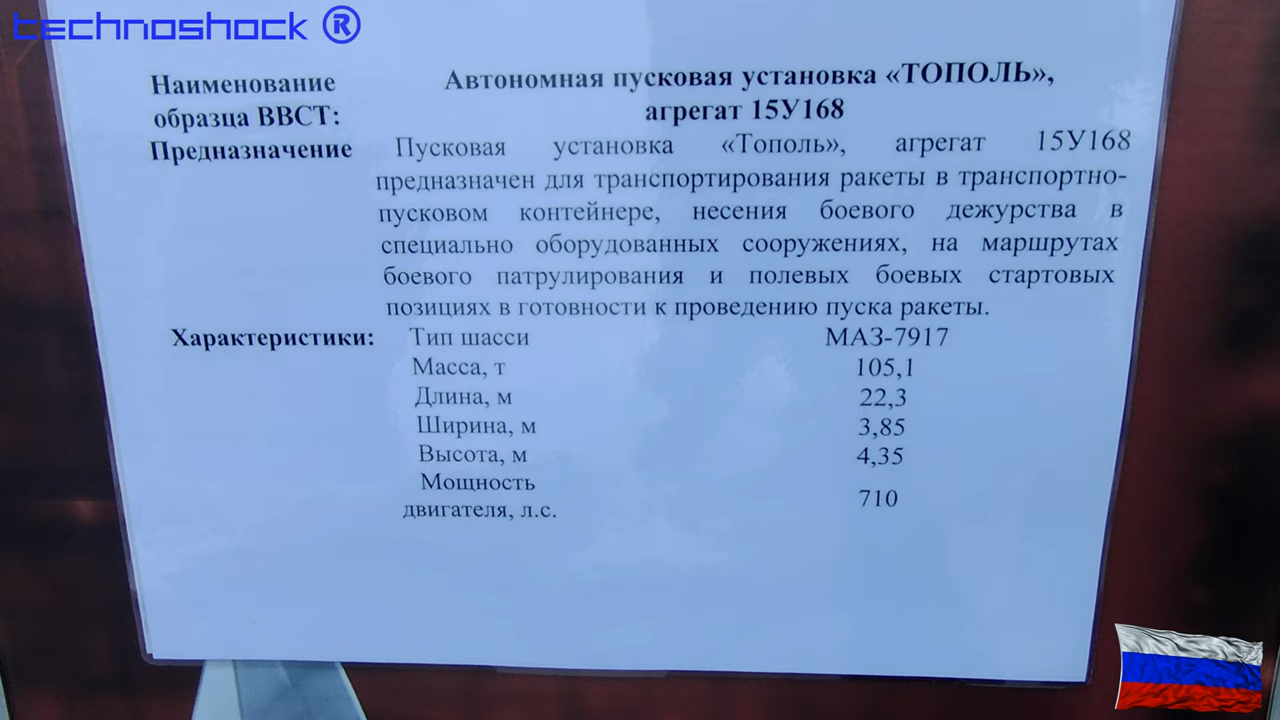 technoshock ®
Наименование
образца ВВСТ:
Автономная пусковая установка «ТОПОЛЬ»,
агрегат 15У168
Предназначение
Пусковая установка «Тополь», агрегат 15У168
предназначен для транспортирования ракеты в транспортно-
пусковом контейнере, несения боевого дежурства в
специально оборудованных сооружениях, на маршрутах
боевого патрулирования и полевых боевых стартовых
позициях в готовности к проведению пуска ракеты.
Характеристики: Тип шасси МАЗ-7917
Масса, т 105,1
Длина, м 22,3
Ширина, м 3,85
Высота, м 4,35
Мощность
двигателя, л.с. 710